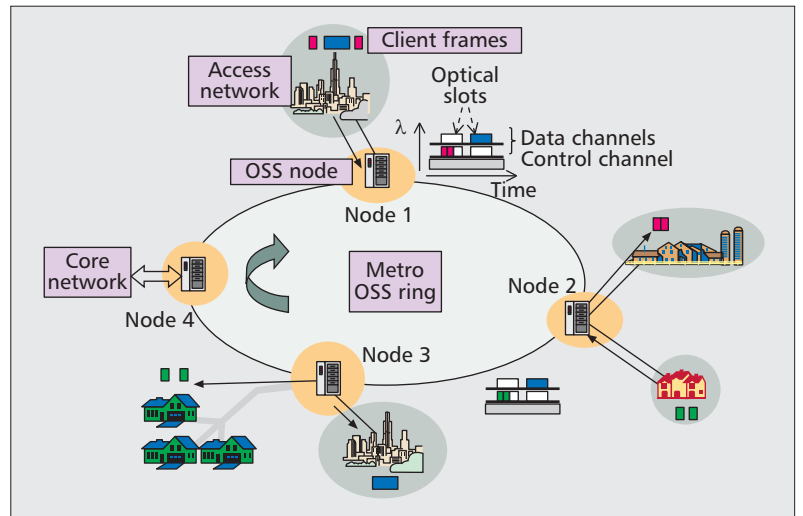 Client frames
Access
network
Optical
slots
λ
Data channels
Control channel
OSS node
Time
Node 1
Core
network
Metro
OSS ring
Node 2
Node 4
Node 3